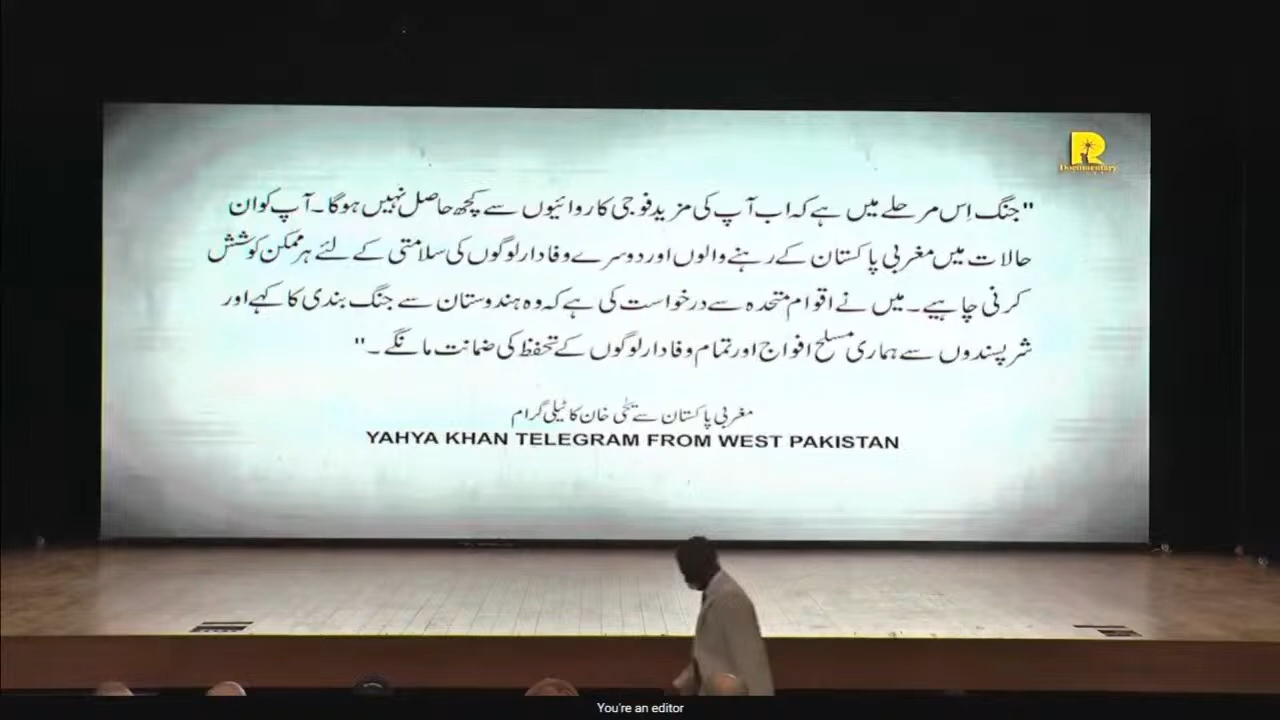 R
Documentary
"جنگ اِس مرحلے میں ہے کہ اب آپ کی مزید فوجی کاروائیوں سے کچھ حاصل نہیں ہوگا۔ آپ کو ان
حالات میں مغربی پاکستان کے رہنے والوں اور دوسرے وفادار لوگوں کی سلامتی کے لئے ہر ممکن کوشش
کرنی چاہیے۔ میں نے اقوام متحدہ سے درخواست کی ہے کہ وہ ہندوستان سے جنگ بندی کا کہے اور
شرپسندوں سے ہماری مسلح افواج اور تمام وفادار لوگوں کے تحفظ کی ضمانت مانگے۔"
مغربی پاکستان سے یحٰی خان کا ٹیلی گرام
YAHYA KHAN TELEGRAM FROM WEST PAKISTAN
You're an editor